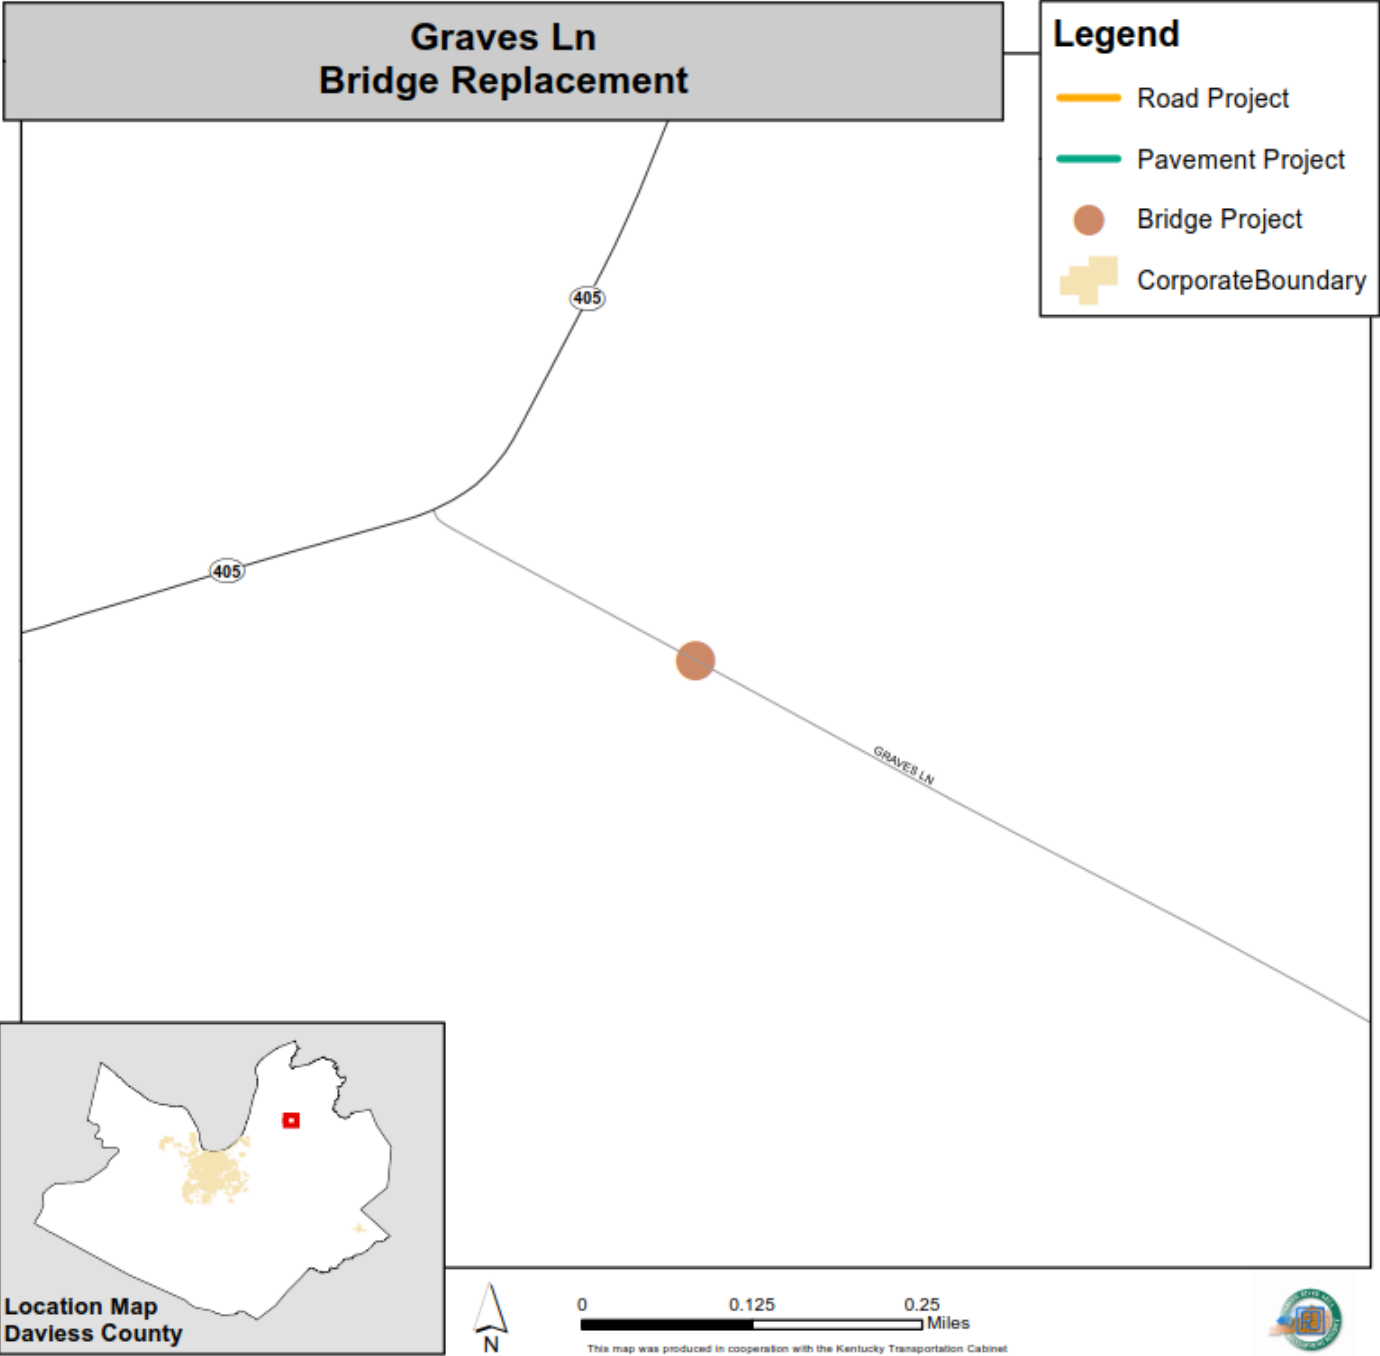 Graves Ln
Bridge Replacement
Legend
Road Project
Pavement Project
Bridge Project
CorporateBoundary
405
405
GRAVES LN
Location Map
Daviess County
N
0 0.125 0.25
Miles
This map was produced in cooperation with the Kentucky Transportation Cabinet